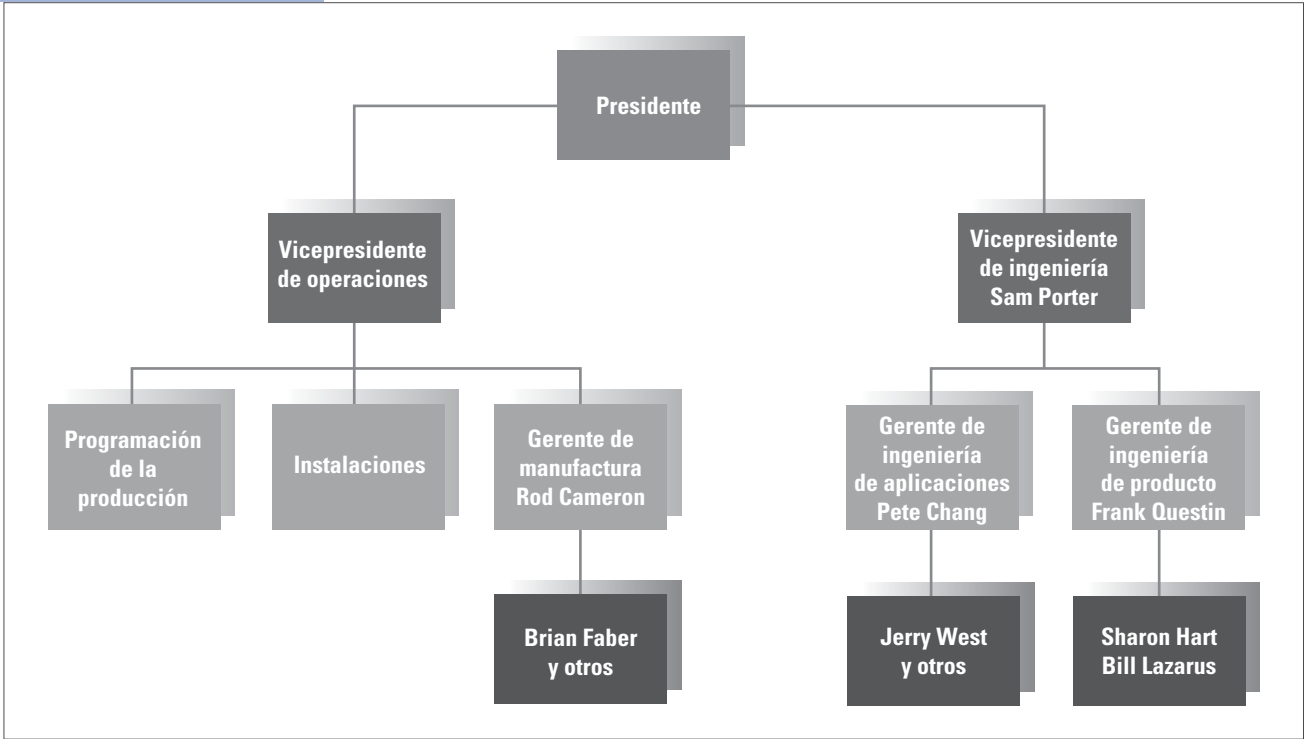 Presidente
Vicepresidente
de operaciones
Vicepresidente
de ingeniería
Sam Porter
Programación
de la
producción
Instalaciones
Gerente de
manufactura
Rod Cameron
Gerente de
ingeniería
de aplicaciones
Pete Chang
Gerente de
ingeniería
de producto
Frank Questin
Brian Faber
y otros
Jerry West
y otros
Sharon Hart
Bill Lazarus